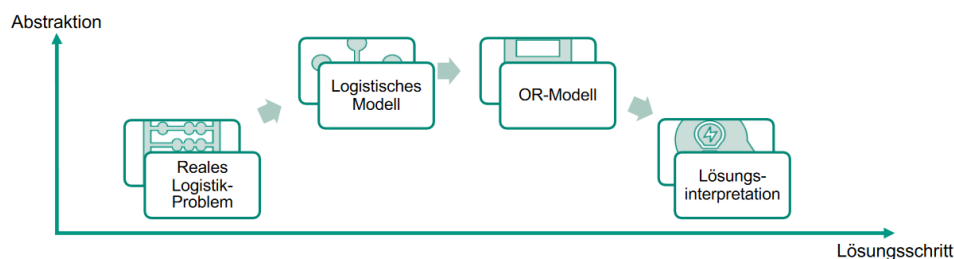 Abstraktion
Logistisches
Modell
OR-Modell
Reales
Logistik-
Problem
Lösungs-
interpretation
Lösungsschritt